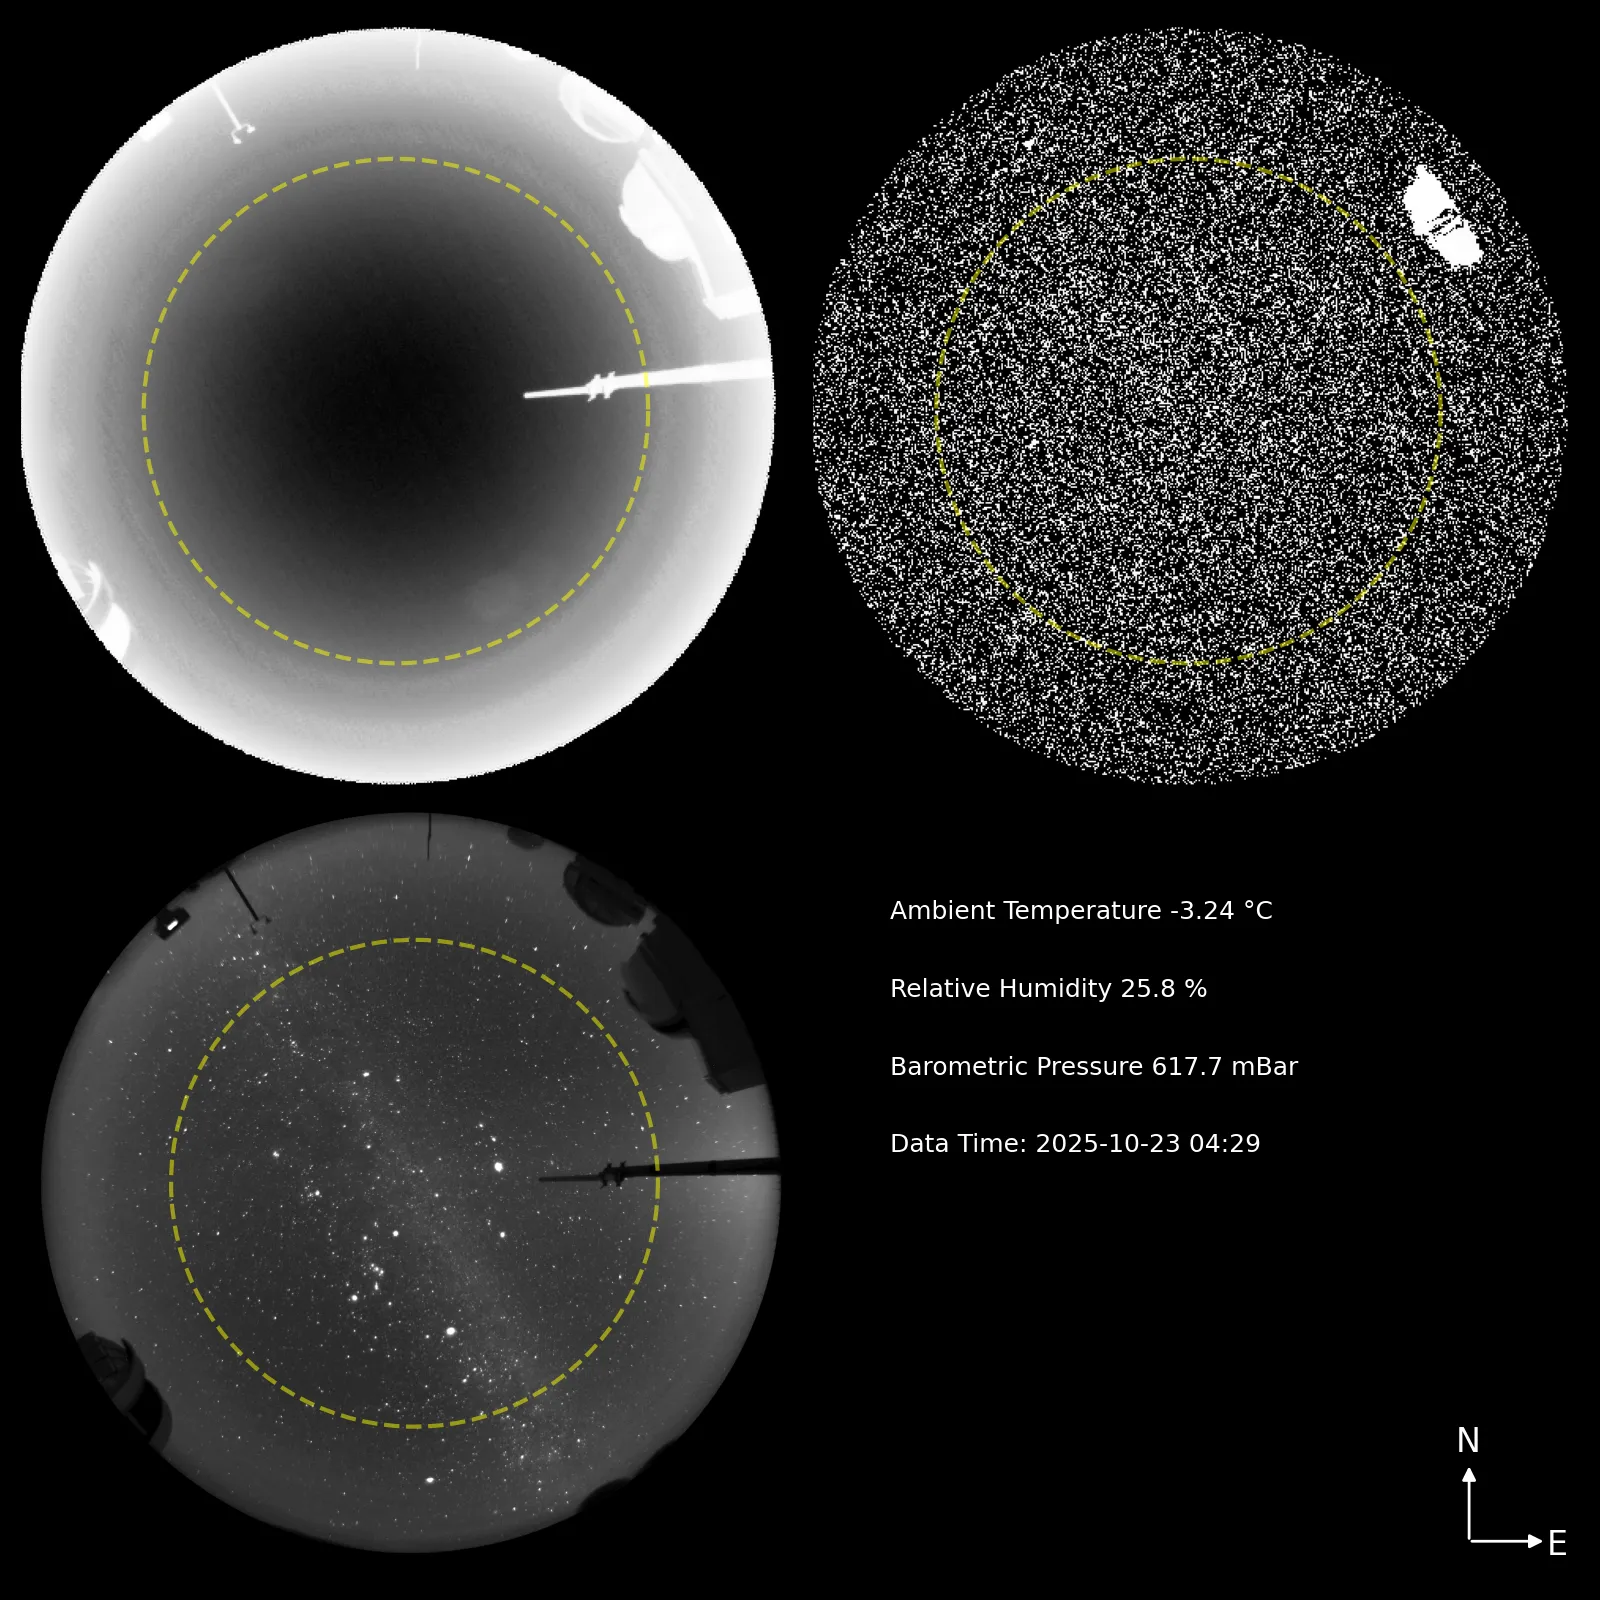 Ambient Temperature -3.24 °C
Relative Humidity 25.8 %
Barometric Pressure 617.7 mBar
Data Time: 2025-10-23 04:29
N
E